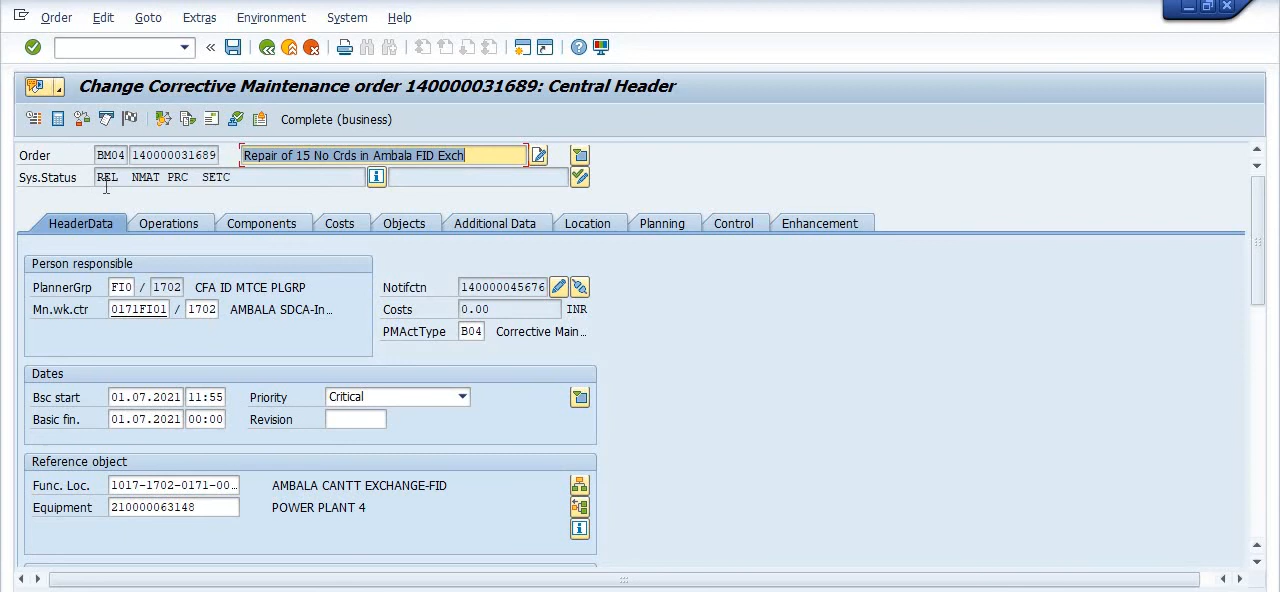 Order Edit Goto Extras Environment System Help
Change Corrective Maintenance order 140000031689: Central Header
Complete (business)
Order BM04 140000031689 Repair of 15 No Crds in Ambala FID Exch
Sys.Status REL NMAT PRC SETC
HeaderData Operations Components Costs Objects Additional Data Location Planning Control Enhancement
Person responsible
PlannerGrp FI0 / 1702 CFA ID MTCE PLGRP Notifctn 140000045676
Mn.wk.ctr 0171FI01 / 1702 AMBALA SDCA-In... Costs 0.00 INR
PMActType B04 Corrective Main...
Dates
Bsc start 01.07.2021 11:55 Priority Critical
Basic fin. 01.07.2021 00:00 Revision
Reference object
Func. Loc. 1017-1702-0171-00... AMBALA CANTT EXCHANGE-FID
Equipment 210000063148 POWER PLANT 4